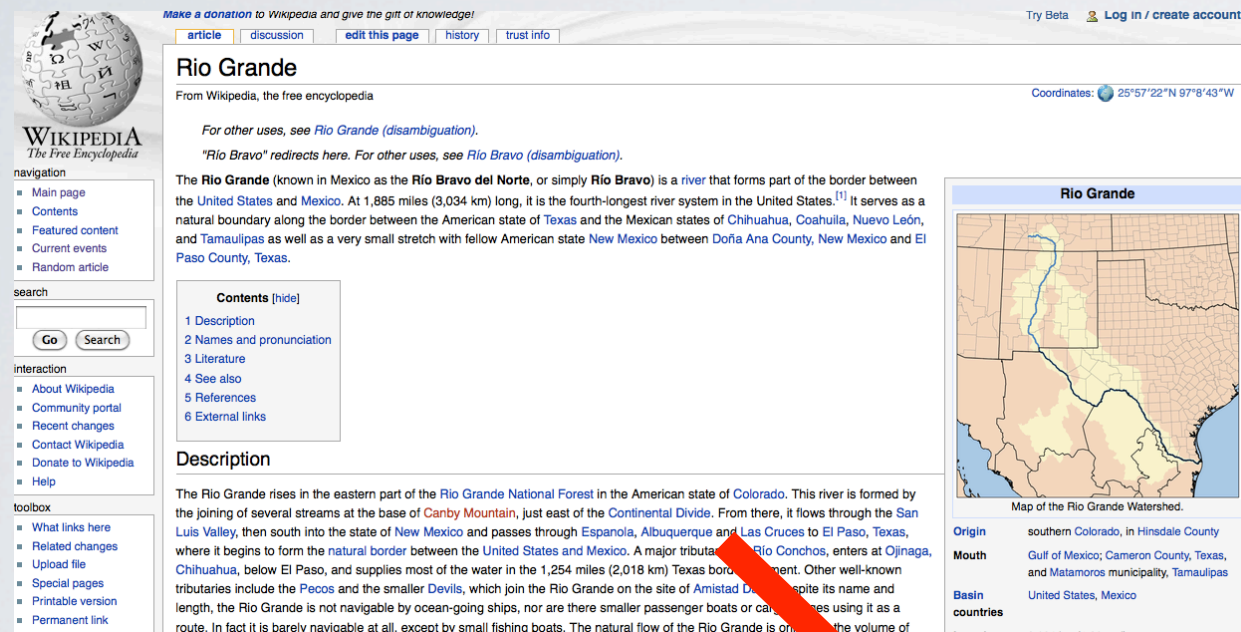 Make a donation to Wikipedia and give the gift of knowledge!
Try Beta Log in / create account
article discussion edit this page history trust info
Rio Grande
From Wikipedia, the free encyclopedia
Coordinates: 25°57′22″N 97°8′43″W
For other uses, see Rio Grande (disambiguation).
"Río Bravo" redirects here. For other uses, see Río Bravo (disambiguation).
The Rio Grande (known in Mexico as the Río Bravo del Norte, or simply Río Bravo) is a river that forms part of the border between
the United States and Mexico. At 1,885 miles (3,034 km) long, it is the fourth-longest river system in the United States.[1] It serves as a
natural boundary along the border between the American state of Texas and the Mexican states of Chihuahua, Coahuila, Nuevo León,
and Tamaulipas as well as a very small stretch with fellow American state New Mexico between Doña Ana County, New Mexico and El
Paso County, Texas.
Contents [hide]
1 Description
2 Names and pronunciation
3 Literature
4 See also
5 References
6 External links
Description
The Rio Grande rises in the eastern part of the Rio Grande National Forest in the American state of Colorado. This river is formed by
the joining of several streams at the base of Canby Mountain, just east of the Continental Divide. From there, it flows through the San
Luis Valley, then south into the state of New Mexico and passes through Espanola, Albuquerque and Las Cruces to El Paso, Texas,
where it begins to form the natural border between the United States and Mexico. A major Río Conchos, enters at Ojinaga,
Chihuahua, below El Paso, and supplies most of the water in the 1,254 miles (2,018 km) Texas Other well-known
tributaries include the Pecos and the smaller Devils, which join the Rio Grande on the site of Amistad its name and
length, the Rio Grande is not navigable by ocean-going ships, nor are there smaller passenger boats or using it as a
route. In fact it is barely navigable at all, except by small fishing boats. The natural flow of the Rio Grande is the volume of
WIKIPEDIA
The Free Encyclopedia
navigation
Main page
Contents
Featured content
Current events
Random article
search
Go Search
interaction
About Wikipedia
Community portal
Recent changes
Contact Wikipedia
Donate to Wikipedia
Help
toolbox
What links here
Related changes
Upload file
Special pages
Printable version
Permanent link
Rio Grande
Map of the Rio Grande Watershed.
Origin southern Colorado, in Hinsdale County
Mouth Gulf of Mexico; Cameron County, Texas,
and Matamoros municipality, Tamaulipas
Basin United States, Mexico
countries